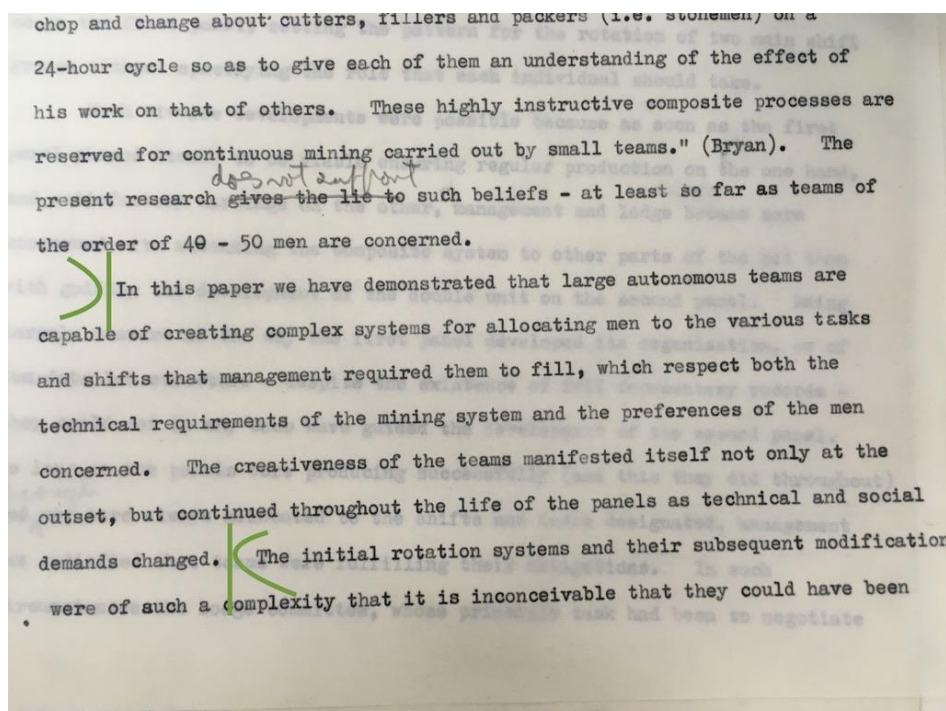 chop and change about cutters, fillers and packers (i.e. stonemen) on a
24-hour cycle so as to give each of them an understanding of the effect of
his work on that of others. These highly instructive composite processes are
reserved for continuous mining carried out by small teams." (Bryan). The
does not support
present research gives the lie to such beliefs - at least so far as teams of
the order of 40 - 50 men are concerned.
In this paper we have demonstrated that large autonomous teams are
capable of creating complex systems for allocating men to the various tasks
and shifts that management required them to fill, which respect both the
technical requirements of the mining system and the preferences of the men
concerned. The creativeness of the teams manifested itself not only at the
outset, but continued throughout the life of the panels as technical and social
demands changed. The initial rotation systems and their subsequent modification
were of such a complexity that it is inconceivable that they could have been